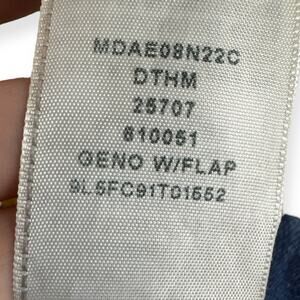 MDAE08N22C
DTHM
25707
610051
GENO W/FLAP
9L5FC91T01552